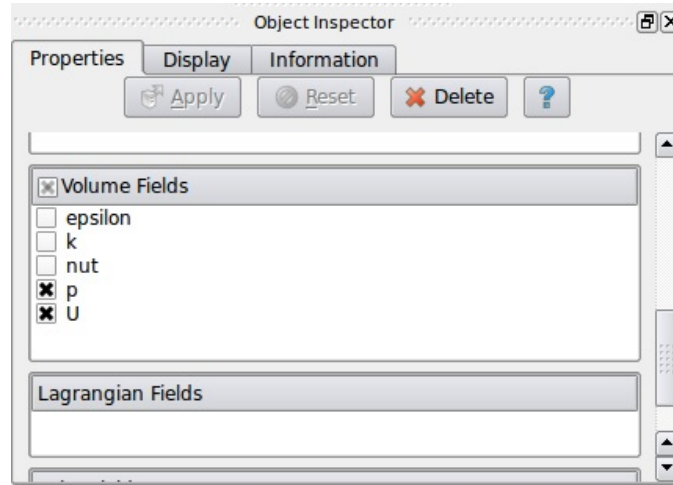 Object Inspector
Properties Display Information
Apply Reset Delete ?
Volume Fields
epsilon
k
nut
p
U
Lagrangian Fields